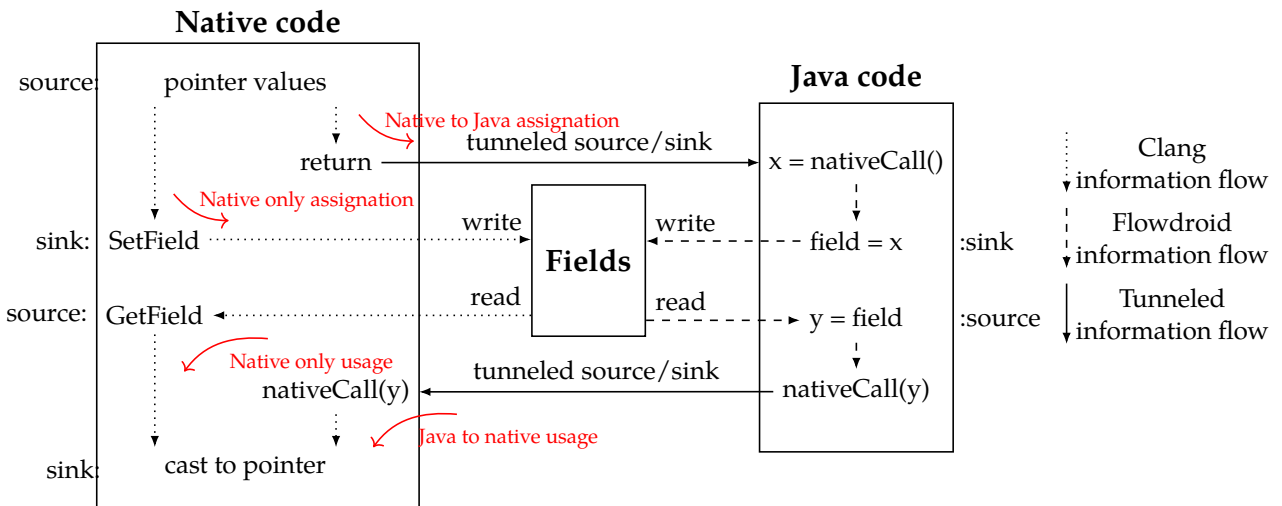 Native code
source:
pointer values
Java code
Native to Java assignation
tunneled source/sink
return
x = nativeCall()
Clang
information flow
Native only assignation
write
write
sink:
SetField
Fields
field = x
:sink
Flowdroid
information flow
read
read
source:
GetField
y = field
:source
Tunneled
information flow
Native only usage
tunneled source/sink
nativeCall(y)
nativeCall(y)
Java to native usage
sink:
cast to pointer